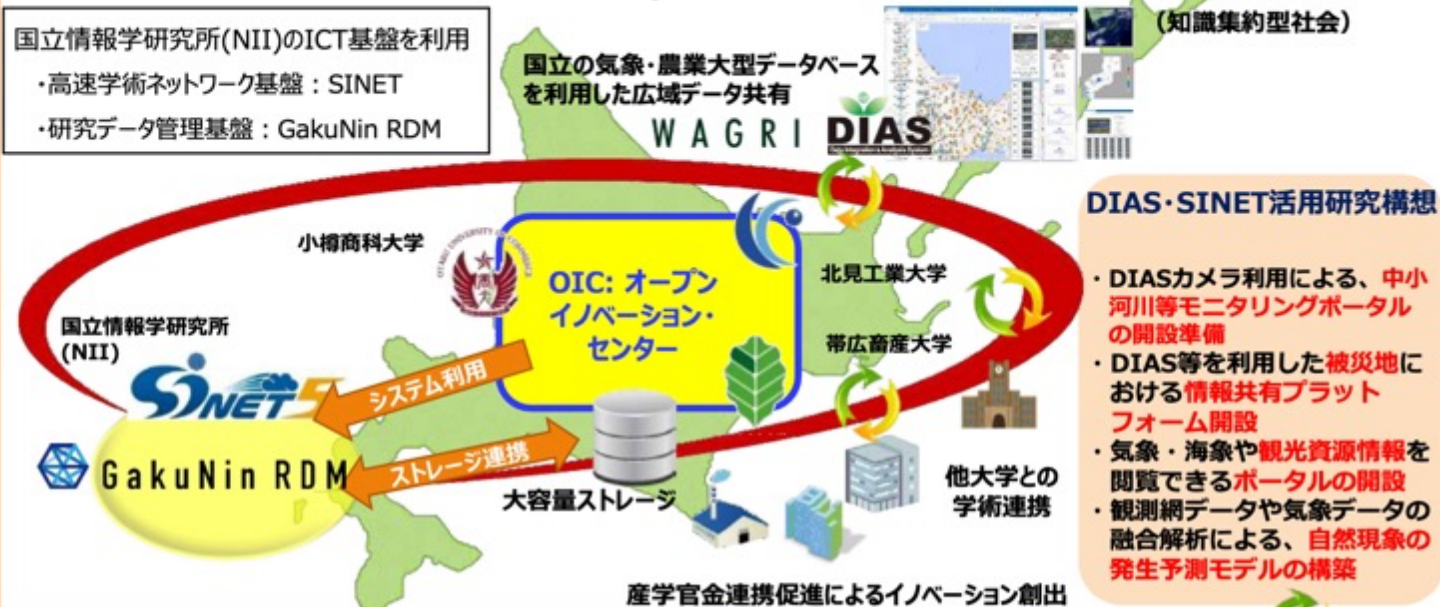 国立情報学研究所(NII)のICT基盤を利用
・高速学術ネットワーク基盤：SINET
・研究データ管理基盤：GakuNin RDM
国立の気象・農業大型データベース
を利用した広域データ共有
WAGRI
DIAS
(知識集約型社会)
小樽商科大学
OIC: オープン
イノベーション・
センター
北見工業大学
帯広畜産大学
国立情報学研究所
(NII)
SINET5
システム利用
GakuNin RDM
ストレージ連携
大容量ストレージ
他大学との
学術連携
産学官金連携促進によるイノベーション創出
DIAS・SINET活用研究構想
・DIASカメラ利用による、中小
河川等モニタリングポータル
の開設準備
・DIAS等を利用した被災地に
おける情報共有プラット
フォーム開設
・気象・海象や観光資源情報を
閲覧できるポータルの開設
・観測網データや気象データの
融合解析による、自然現象の
発生予測モデルの構築